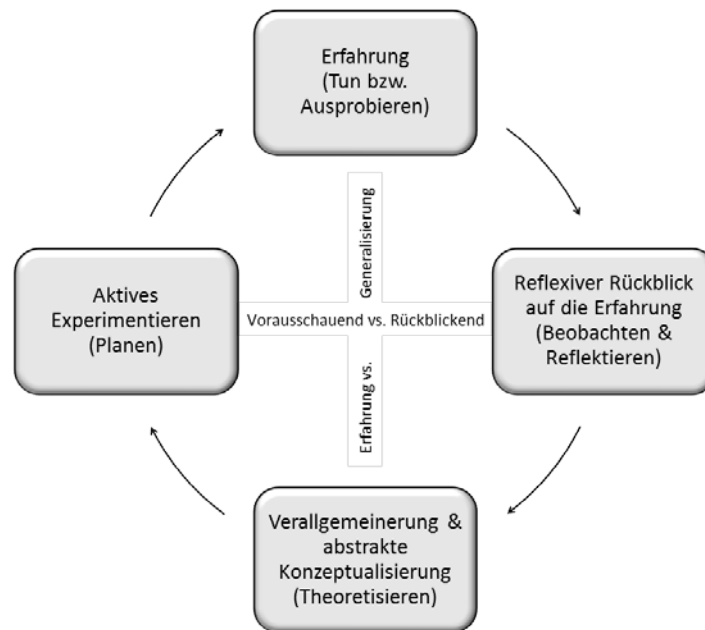 Erfahrung
(Tun bzw.
Ausprobieren)
Generalisierung
Aktives
Experimentieren
(Planen)
Vorausschauend vs. Rückblickend
Reflexiver Rückblick
auf die Erfahrung
(Beobachten &
Reflektieren)
Erfahrung vs.
Verallgemeinerung &
abstrakte
Konzeptualisierung
(Theoretisieren)